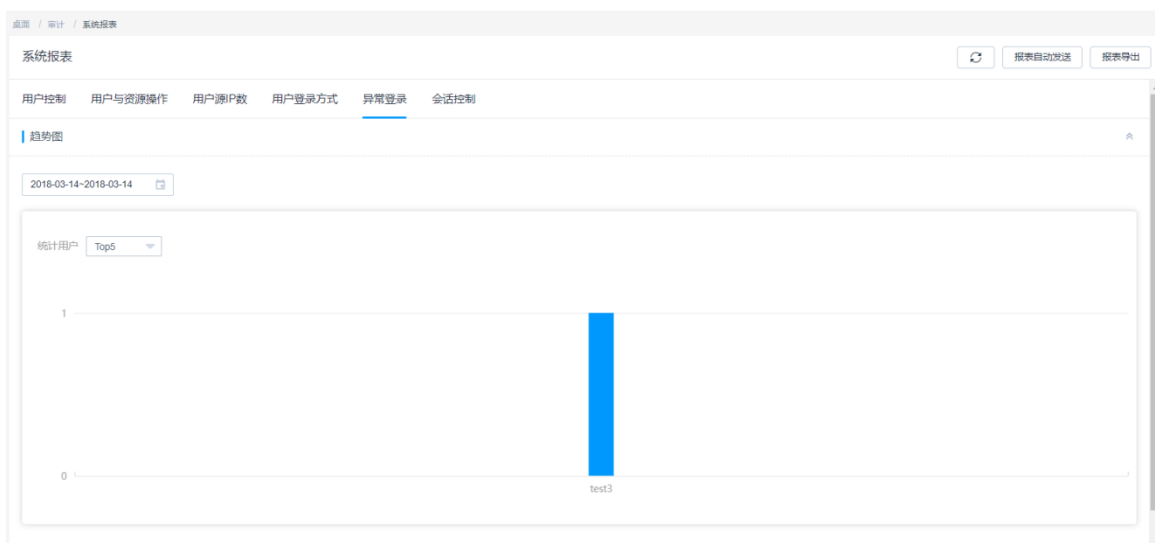 桌面 / 审计 / 系统报表
系统报表
报表自动发送 报表导出
用户控制 用户与资源操作 用户源IP数 用户登录方式 异常登录 会话控制
趋势图
2018-03-14~2018-03-14
统计用户 Top5
1
0
test3